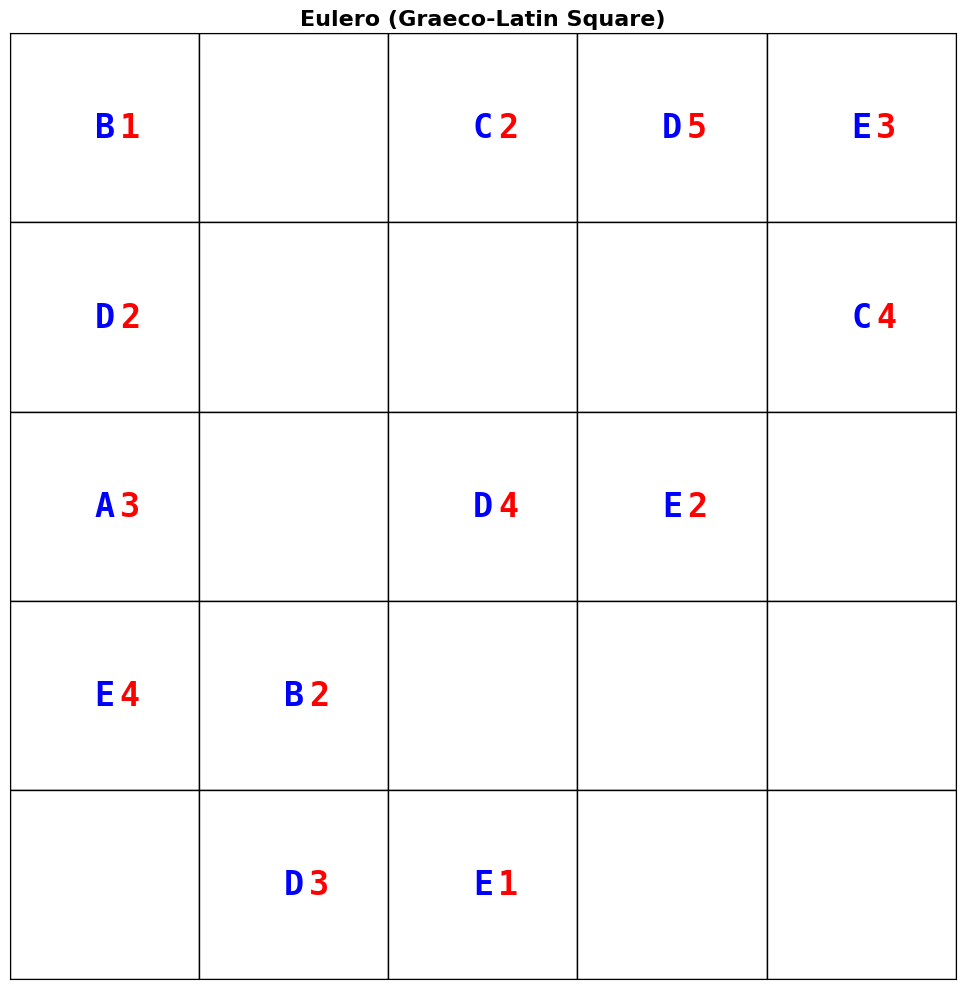 Eulero (Graeco-Latin Square)
B1 C2 D5 E3
D2 C4
A3 D4 E2
E4 B2
D3 E1